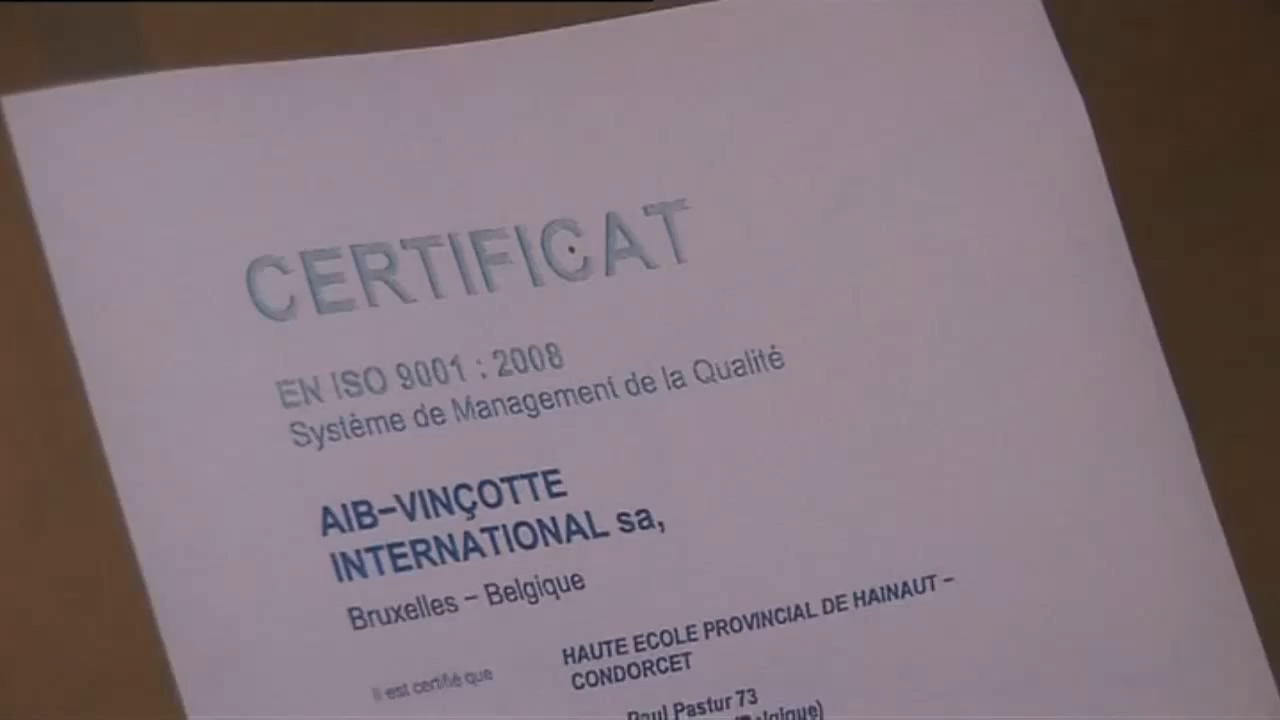 CERTIFICAT
EN ISO 9001 : 2008
Système de Management de la Qualité
AIB-VINÇOTTE
INTERNATIONAL sa,
Bruxelles - Belgique
Il est certifié que
HAUTE ECOLE PROVINCIAL DE HAINAUT -
CONDORCET
Paul Pastur 73
(Belgique)